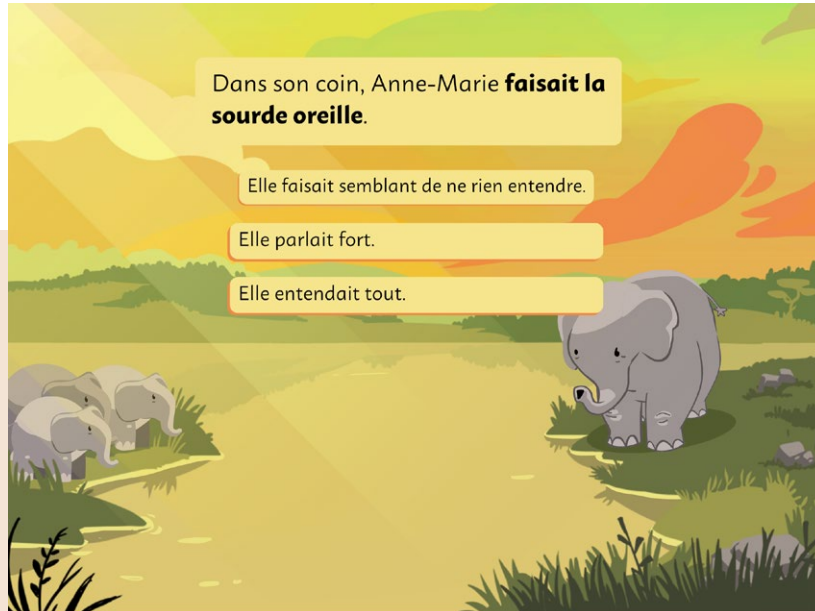 Dans son coin, Anne-Marie faisait la
sourde oreille.
Elle faisait semblant de ne rien entendre.
Elle parlait fort.
Elle entendait tout.